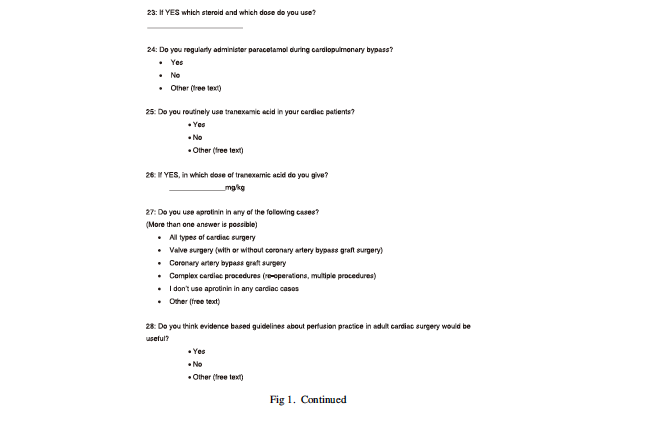 23: If YES which steroid and which dose do you use?
24: Do you regularly administer paracetamol during cardiopulmonary bypass?
• Yes
• No
• Other (free text)
25: Do you routinely use tranexamic acid in your cardiac patients?
• Yes
• No
• Other (free text)
26: If YES, in which dose of tranexamic acid do you give?
_______________mg/kg
27: Do you use aprotinin in any of the following cases?
(More than one answer is possible)
• All types of cardiac surgery
• Valve surgery (with or without coronary artery bypass graft surgery)
• Coronary artery bypass graft surgery
• Complex cardiac procedures (re-operations, multiple procedures)
• I don't use aprotinin in any cardiac cases
• Other (free text)
28: Do you think evidence based guidelines about perfusion practice in adult cardiac surgery would be
useful?
• Yes
• No
• Other (free text)
Fig 1. Continued